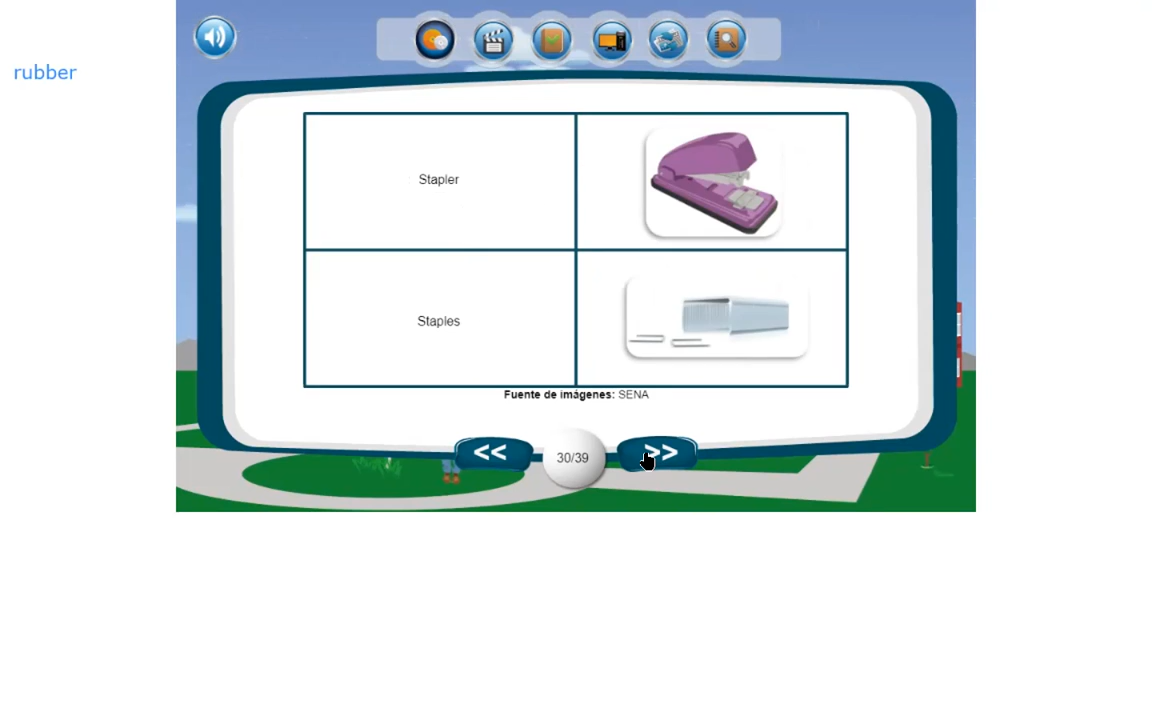 rubber
Stapler
Staples
Fuente de imágenes: SENA
<< 30/39 >>